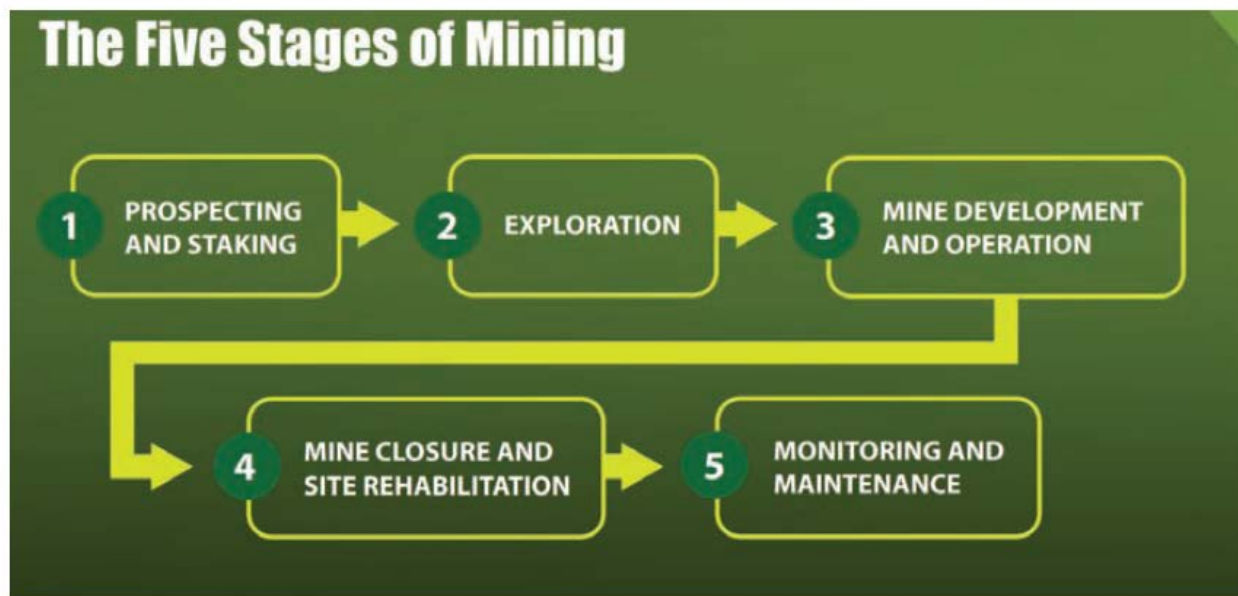 The Five Stages of Mining
1
PROSPECTING
AND STAKING
2
EXPLORATION
3
MINE DEVELOPMENT
AND OPERATION
4
MINE CLOSURE AND
SITE REHABILITATION
5
MONITORING AND
MAINTENANCE